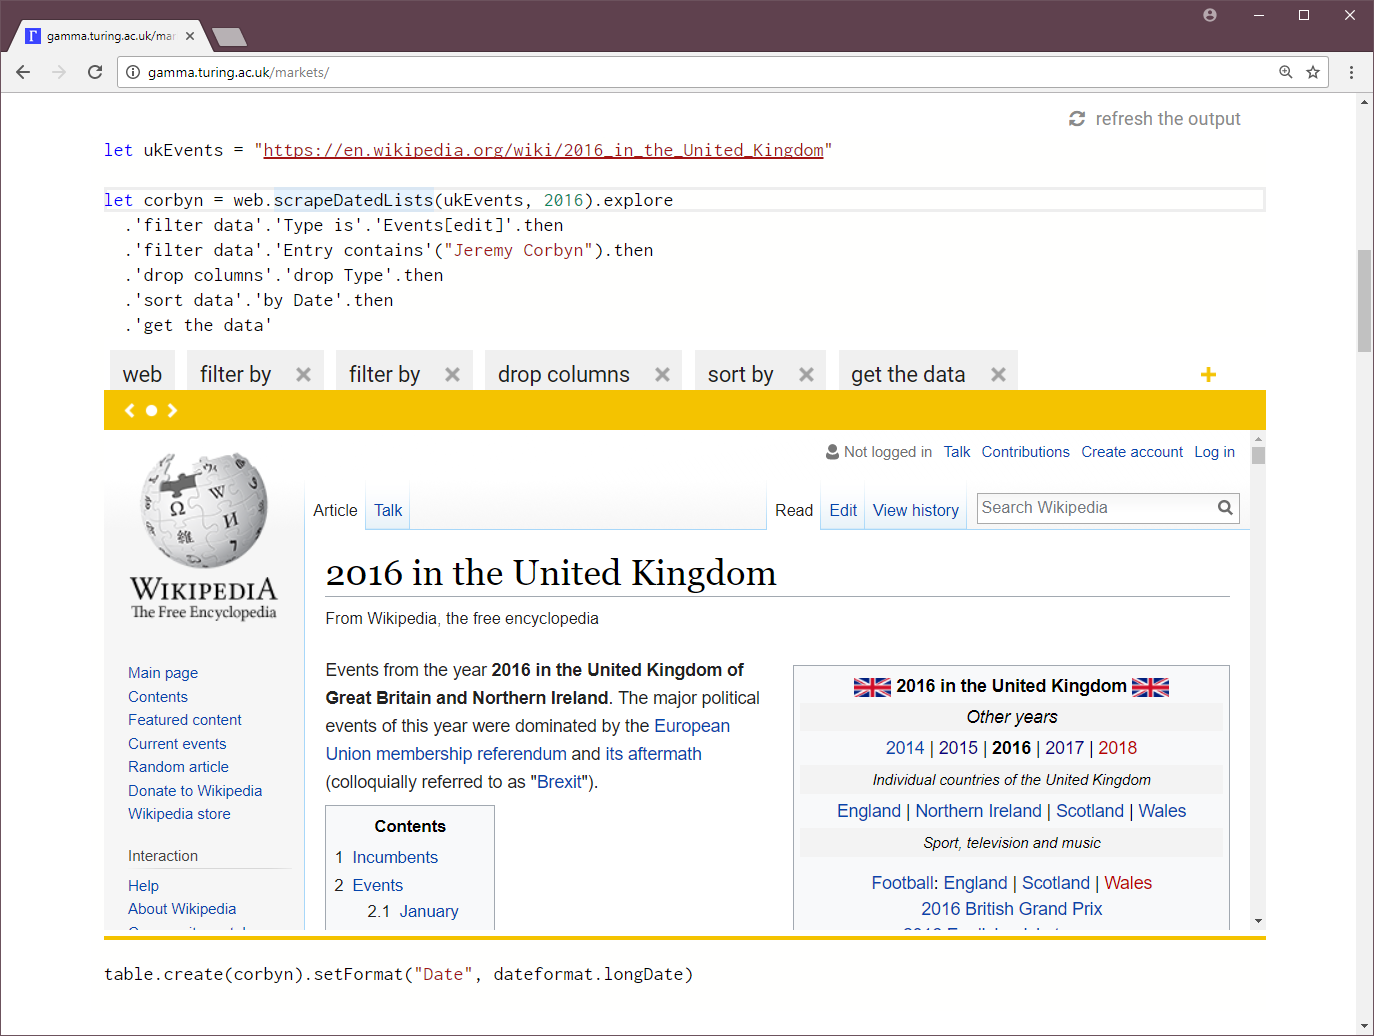 gamma.turing.ac.uk/mar
gamma.turing.ac.uk/markets/
refresh the output
let ukEvents = "https://en.wikipedia.org/wiki/2016_in_the_United_Kingdom"
let corbyn = web.scrapeDatedLists(ukEvents, 2016).explore
.'filter data'.'Type is'.'Events[edit]'.then
.'filter data'.'Entry contains'("Jeremy Corbyn").then
.'drop columns'.'drop Type'.then
.'sort data'.'by Date'.then
.'get the data'
web filter by × filter by × drop columns × sort by × get the data × +
Not logged in Talk Contributions Create account Log in
Article Talk Read Edit View history Search Wikipedia
WIKIPEDIA
The Free Encyclopedia
Main page
Contents
Featured content
Current events
Random article
Donate to Wikipedia
Wikipedia store
Interaction
Help
About Wikipedia
2016 in the United Kingdom
From Wikipedia, the free encyclopedia
Events from the year 2016 in the United Kingdom of
Great Britain and Northern Ireland. The major political
events of this year were dominated by the European
Union membership referendum and its aftermath
(colloquially referred to as "Brexit").
Contents
1 Incumbents
2 Events
2.1 January
2016 in the United Kingdom
Other years
2014 | 2015 | 2016 | 2017 | 2018
Individual countries of the United Kingdom
England | Northern Ireland | Scotland | Wales
Sport, television and music
Football: England | Scotland | Wales
2016 British Grand Prix
table.create(corbyn).setFormat("Date", dateformat.longDate)